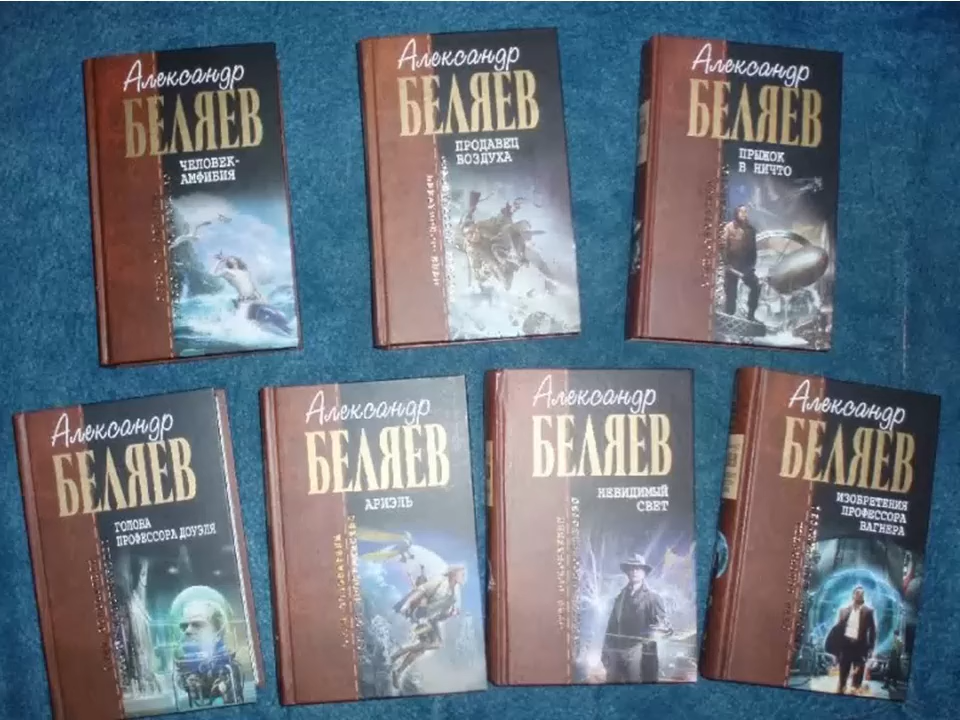 Александр
БЕЛЯЕВ
ЧЕЛОВЕК-
АМФИБИЯ
Александр
БЕЛЯЕВ
ПРОДАВЕЦ
ВОЗДУХА
Александр
БЕЛЯЕВ
ПРЫЖОК
В НИЧТО
Александр
БЕЛЯЕВ
ГОЛОВА
ПРОФЕССОРА ДОУЭЛЯ
Александр
БЕЛЯЕВ
АРИЭЛЬ
Александр
БЕЛЯЕВ
НЕВИДИМЫЙ
СВЕТ
Александр
БЕЛЯЕВ
ИЗОБРЕТЕНИЯ
ПРОФЕССОРА
ВАГНЕРА